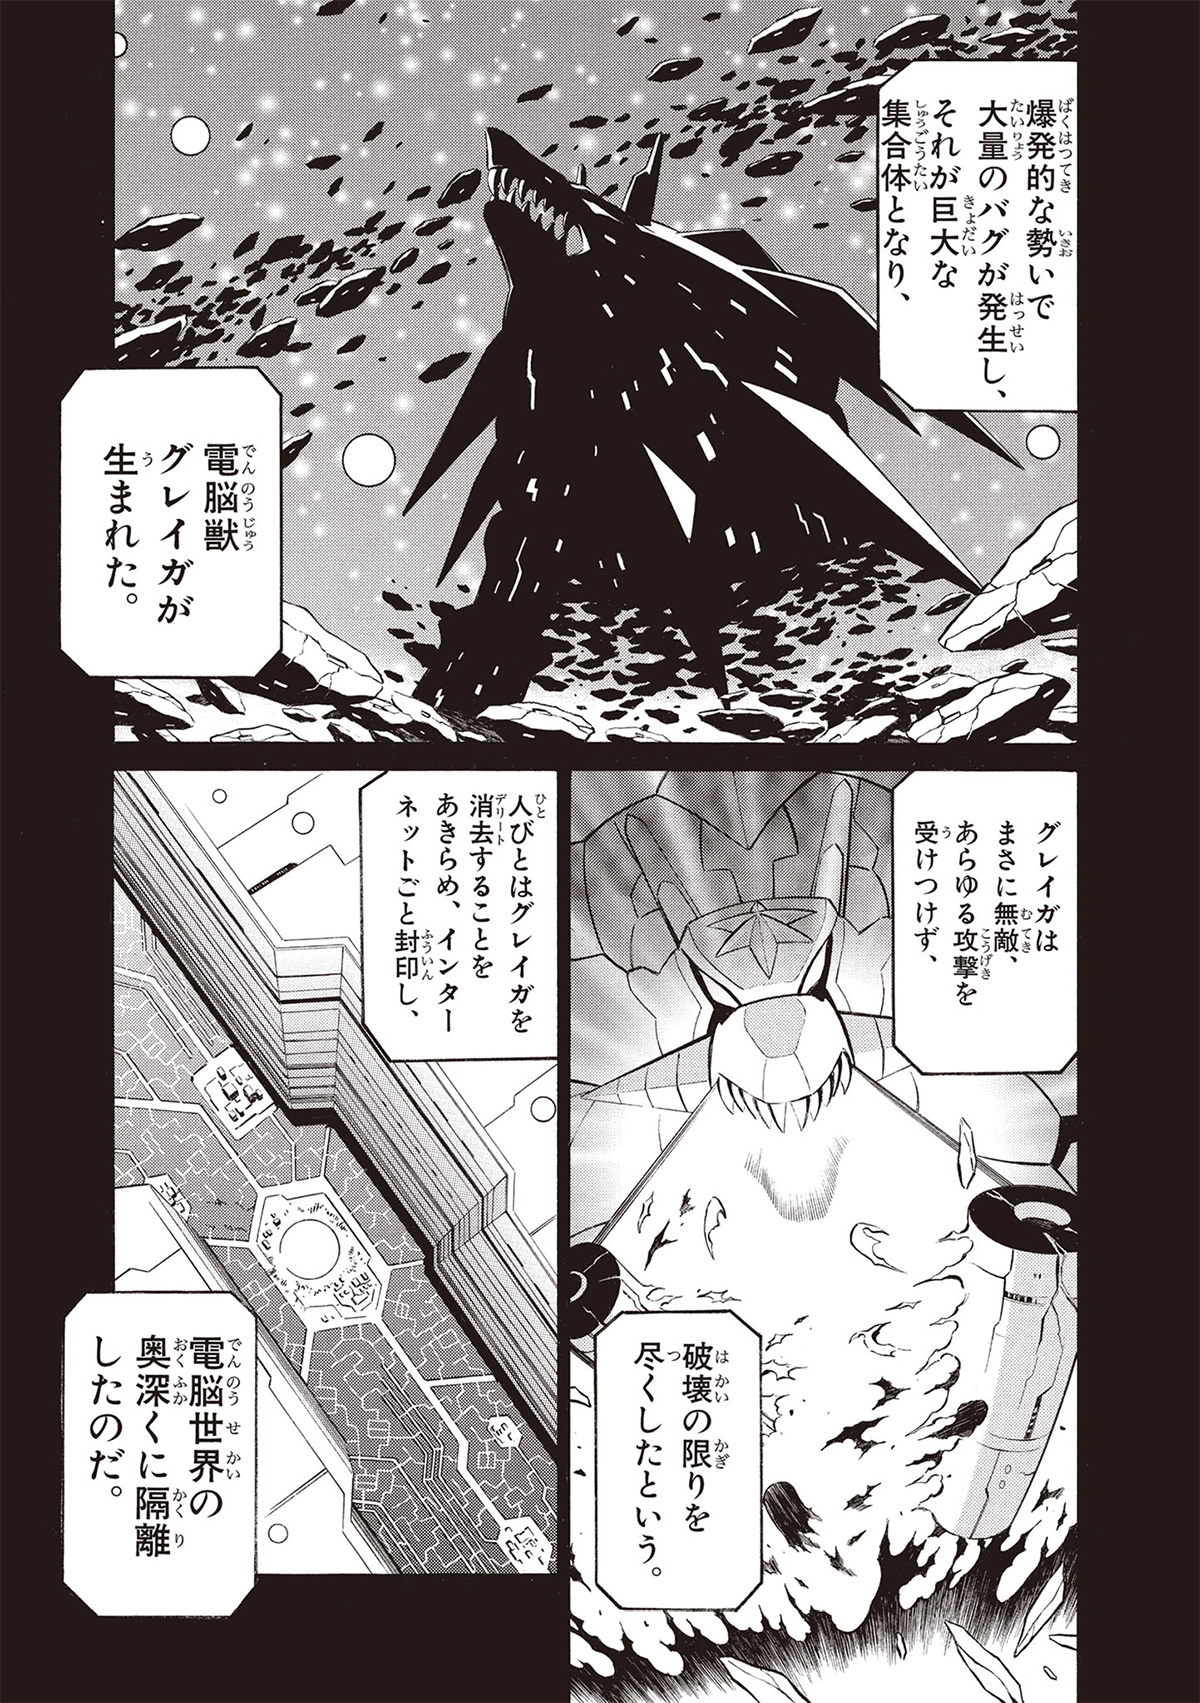 爆発的な勢いで
大量のバグが発生し、
それが巨大な
集合体となり、
電脳獣
グレイガが
生まれた。
グレイガは
まさに無敵、
あらゆる攻撃を
受けつけず、
破壊の限りを
尽くしたという。
人びとはグレイガを
消去することを
あきらめ、インター
ネットごと封印し、
電脳世界の
奥深くに隔離
したのだ。